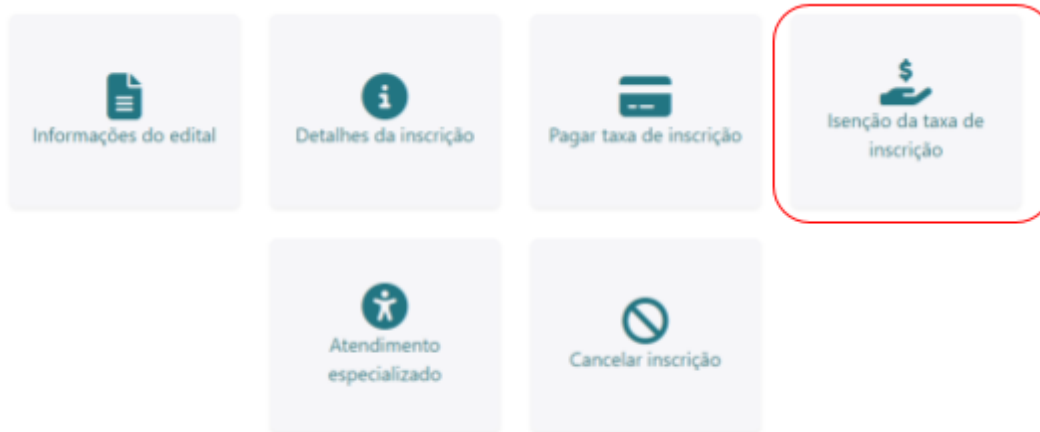 Informações do edital
Detalhes da inscrição
Pagar taxa de inscrição
Isenção da taxa de
inscrição
Atendimento
especializado
Cancelar inscrição